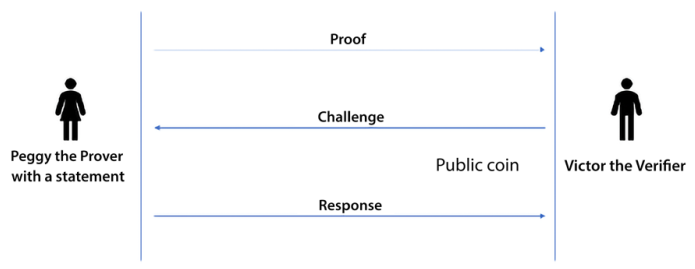 Proof
Challenge
Peggy the Prover
with a statement
Public coin
Victor the Verifier
Response